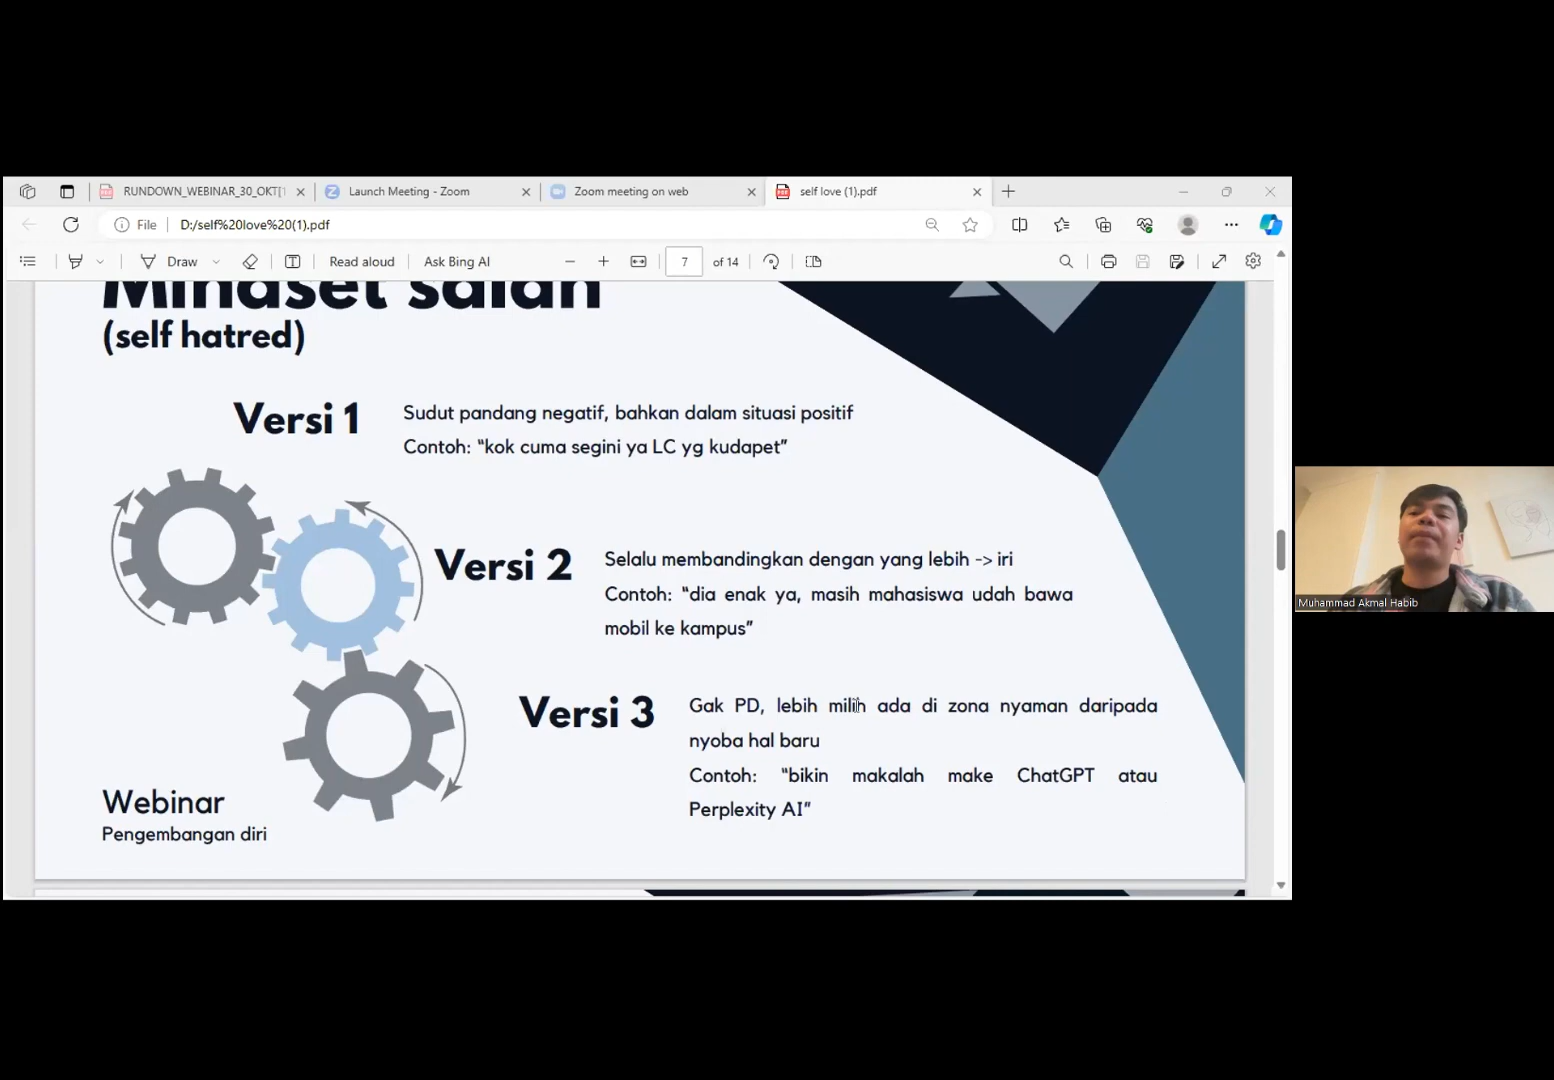 RUNDOWN_WEBINAR_30_OKT[1
Launch Meeting - Zoom
Zoom meeting on web
self love (1).pdf
File
D:/self%20love%20(1).pdf
Draw
Read aloud
Ask Bing AI
7
of 14
Mindset salah
(self hatred)
Versi 1
Sudut pandang negatif, bahkan dalam situasi positif
Contoh: “kok cuma segini ya LC yg kudapet”
Versi 2
Selalu membandingkan dengan yang lebih -> iri
Contoh: “dia enak ya, masih mahasiswa udah bawa
mobil ke kampus”
Versi 3
Gak PD, lebih milih ada di zona nyaman daripada
nyoba hal baru
Contoh: “bikin makalah make ChatGPT atau
Perplexity AI”
Webinar
Pengembangan diri
Muhammad Akmal Habib